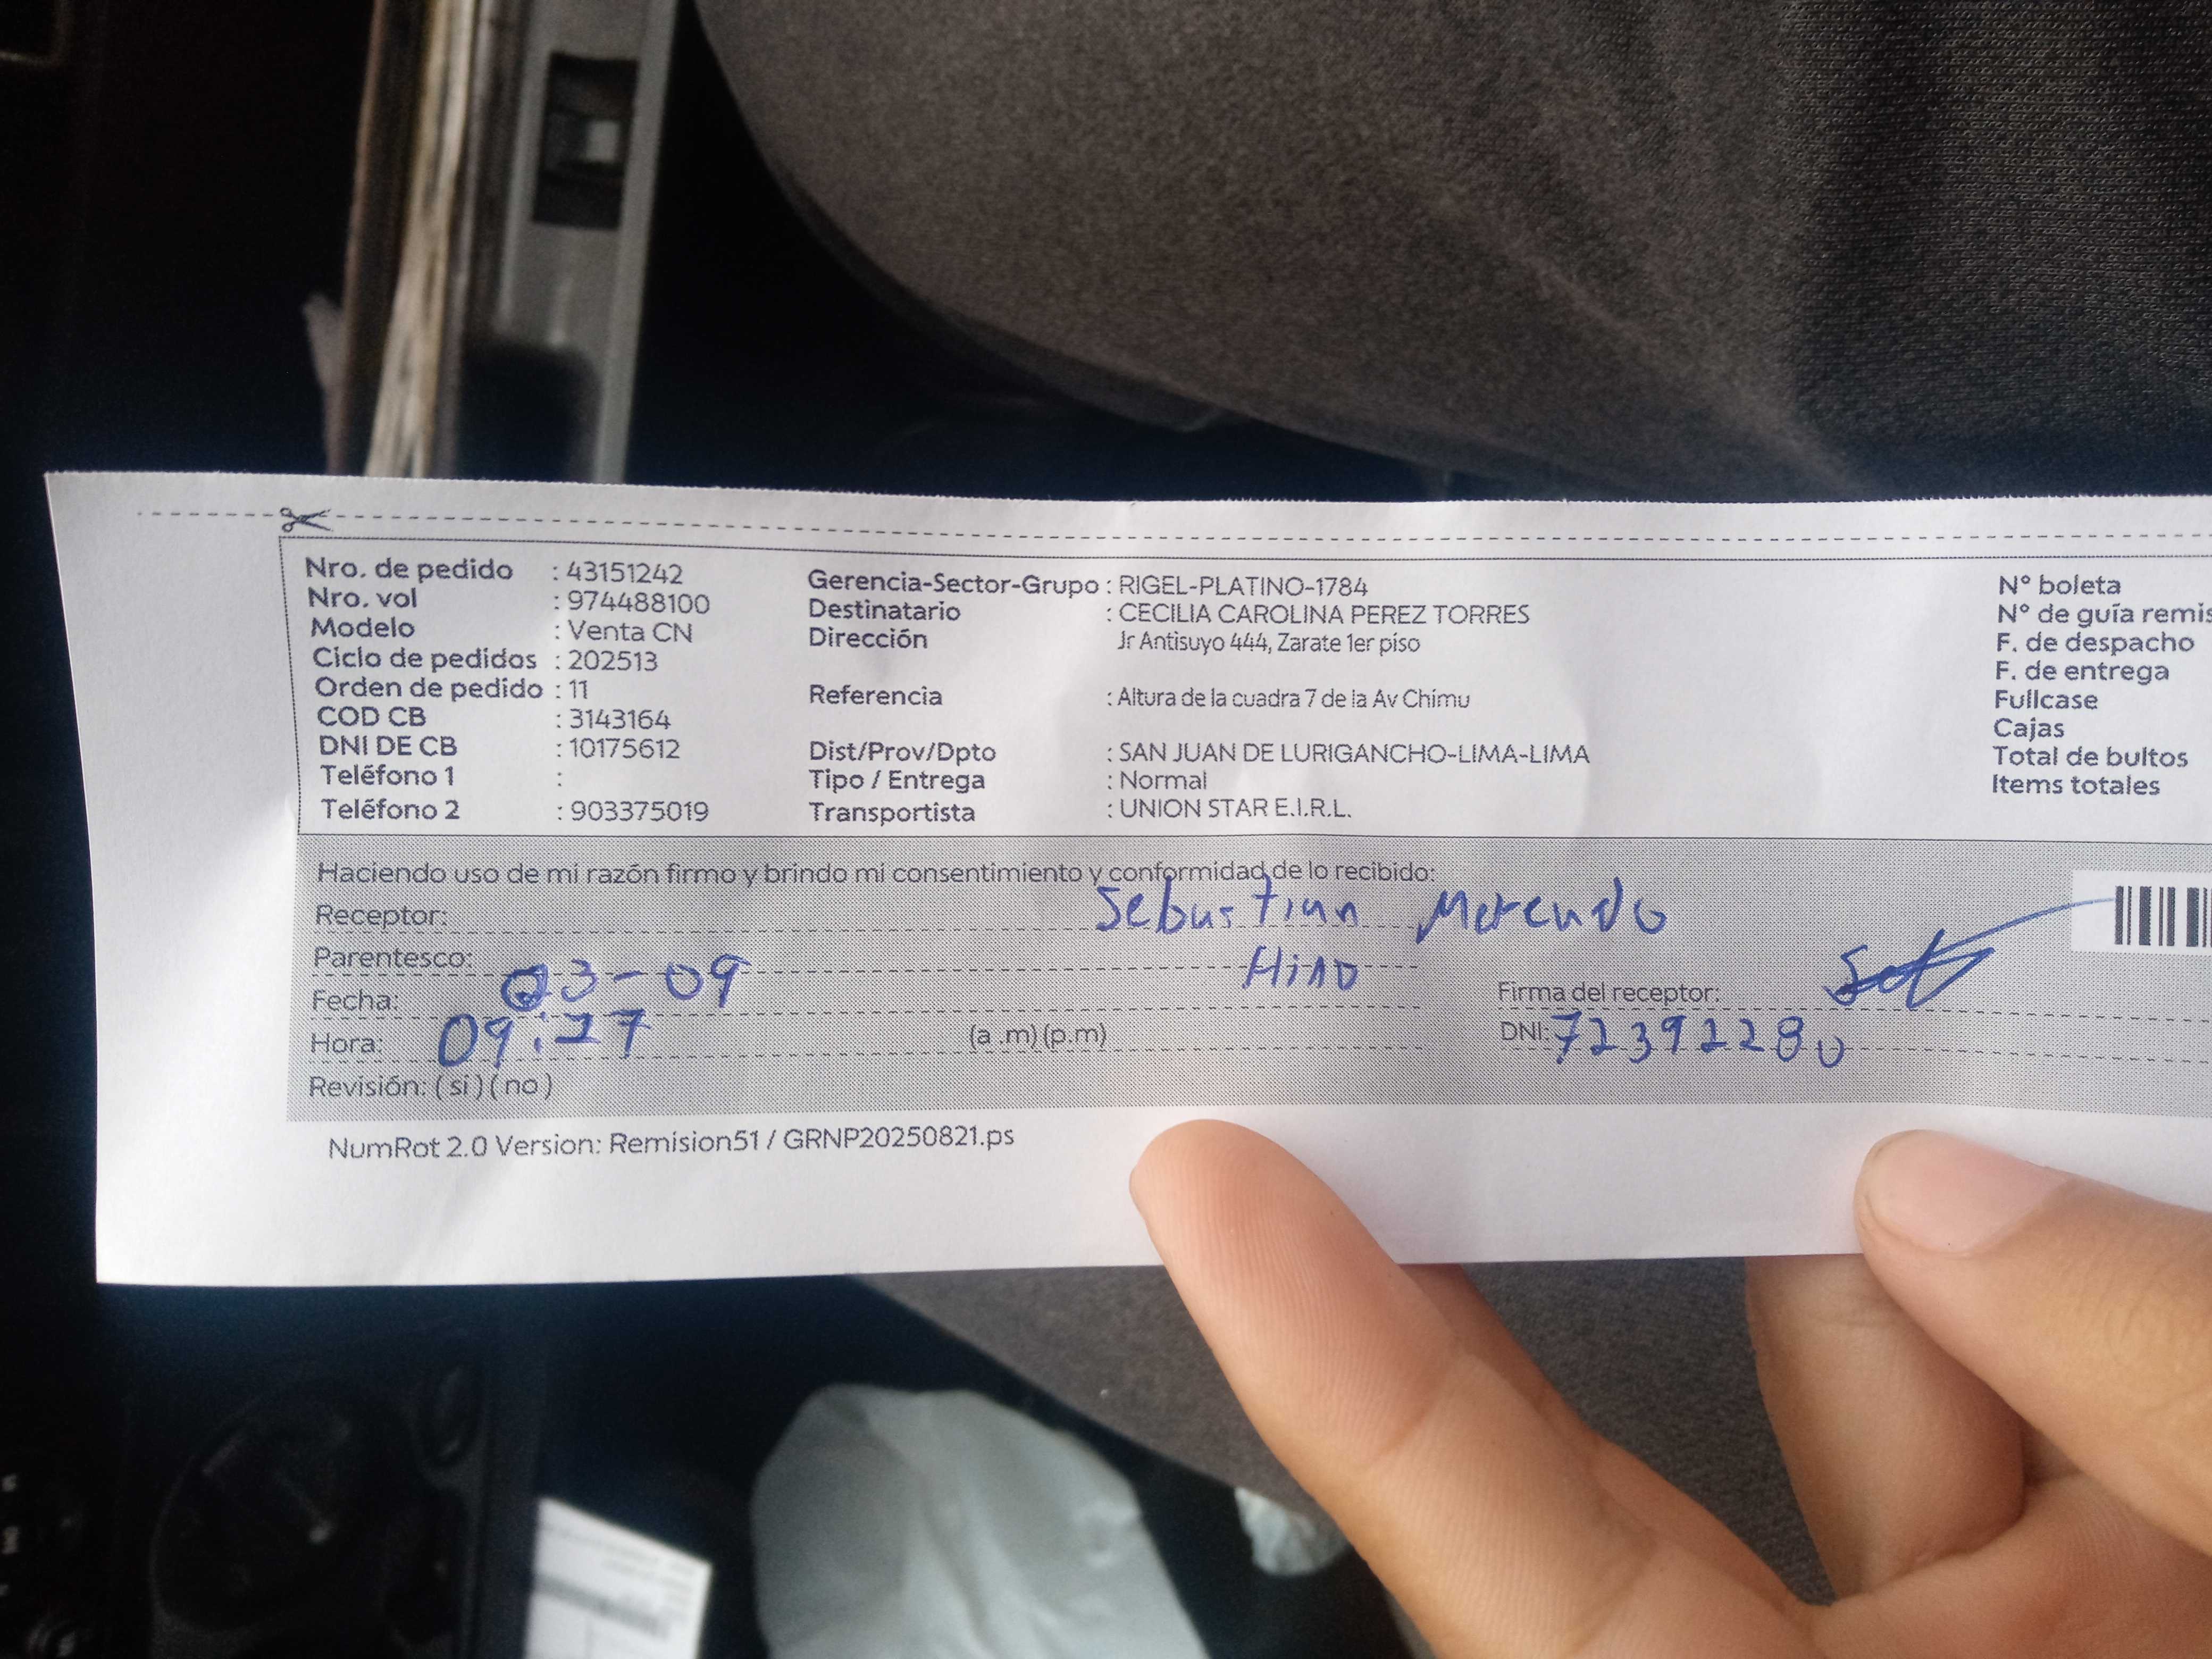 Nro. de pedido : 43151242
Nro. vol : 974488100
Modelo : Venta CN
Ciclo de pedidos : 202513
Orden de pedido : 11
COD CB : 3143164
DNI DE CB : 10175612
Teléfono 1 :
Teléfono 2 : 903375019
Gerencia-Sector-Grupo : RIGEL-PLATINO-1784
Destinatario : CECILIA CAROLINA PEREZ TORRES
Dirección Jr Antisuyo 444, Zarate 1er piso
Referencia : Altura de la cuadra 7 de la Av Chimu
Dist/Prov/Dpto : SAN JUAN DE LURIGANCHO-LIMA-LIMA
Tipo / Entrega : Normal
Transportista : UNION STAR E.I.R.L.
N° boleta
N° de guía remis
F. de despacho
F. de entrega
Fullcase
Cajas
Total de bultos
Items totales
Haciendo uso de mi razón firmo y brindo mi consentimiento y conformidad de lo recibido:
Receptor: Sebastian
Parentesco:
Fecha: 03-09
Firma del receptor:
Hora: 09:27 (a .m) (p.m)
DNI: 72392280
Revisión: ( si ) ( no )
NumRot 2.0 Version: Remision51 / GRNP20250821.ps